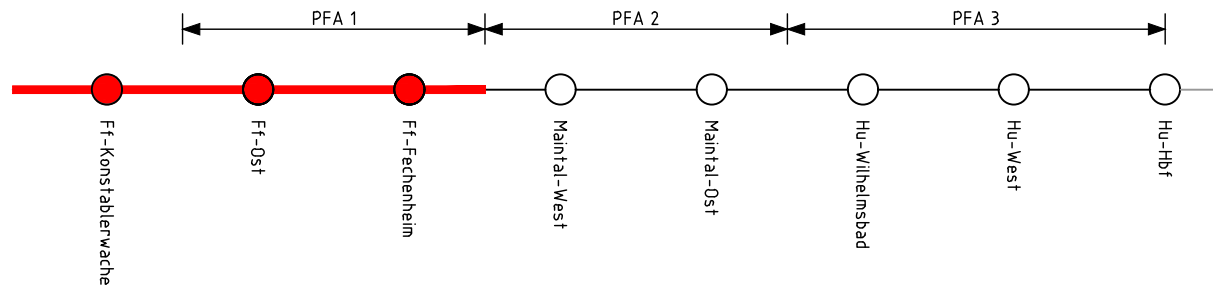 PFA 1
PFA 2
PFA 3
Ff-Konstablerwache
Ff-Ost
Ff-Fechenheim
Maintal-West
Maintal-Ost
Hu-Wilhelmsbad
Hu-West
Hu-Hbf